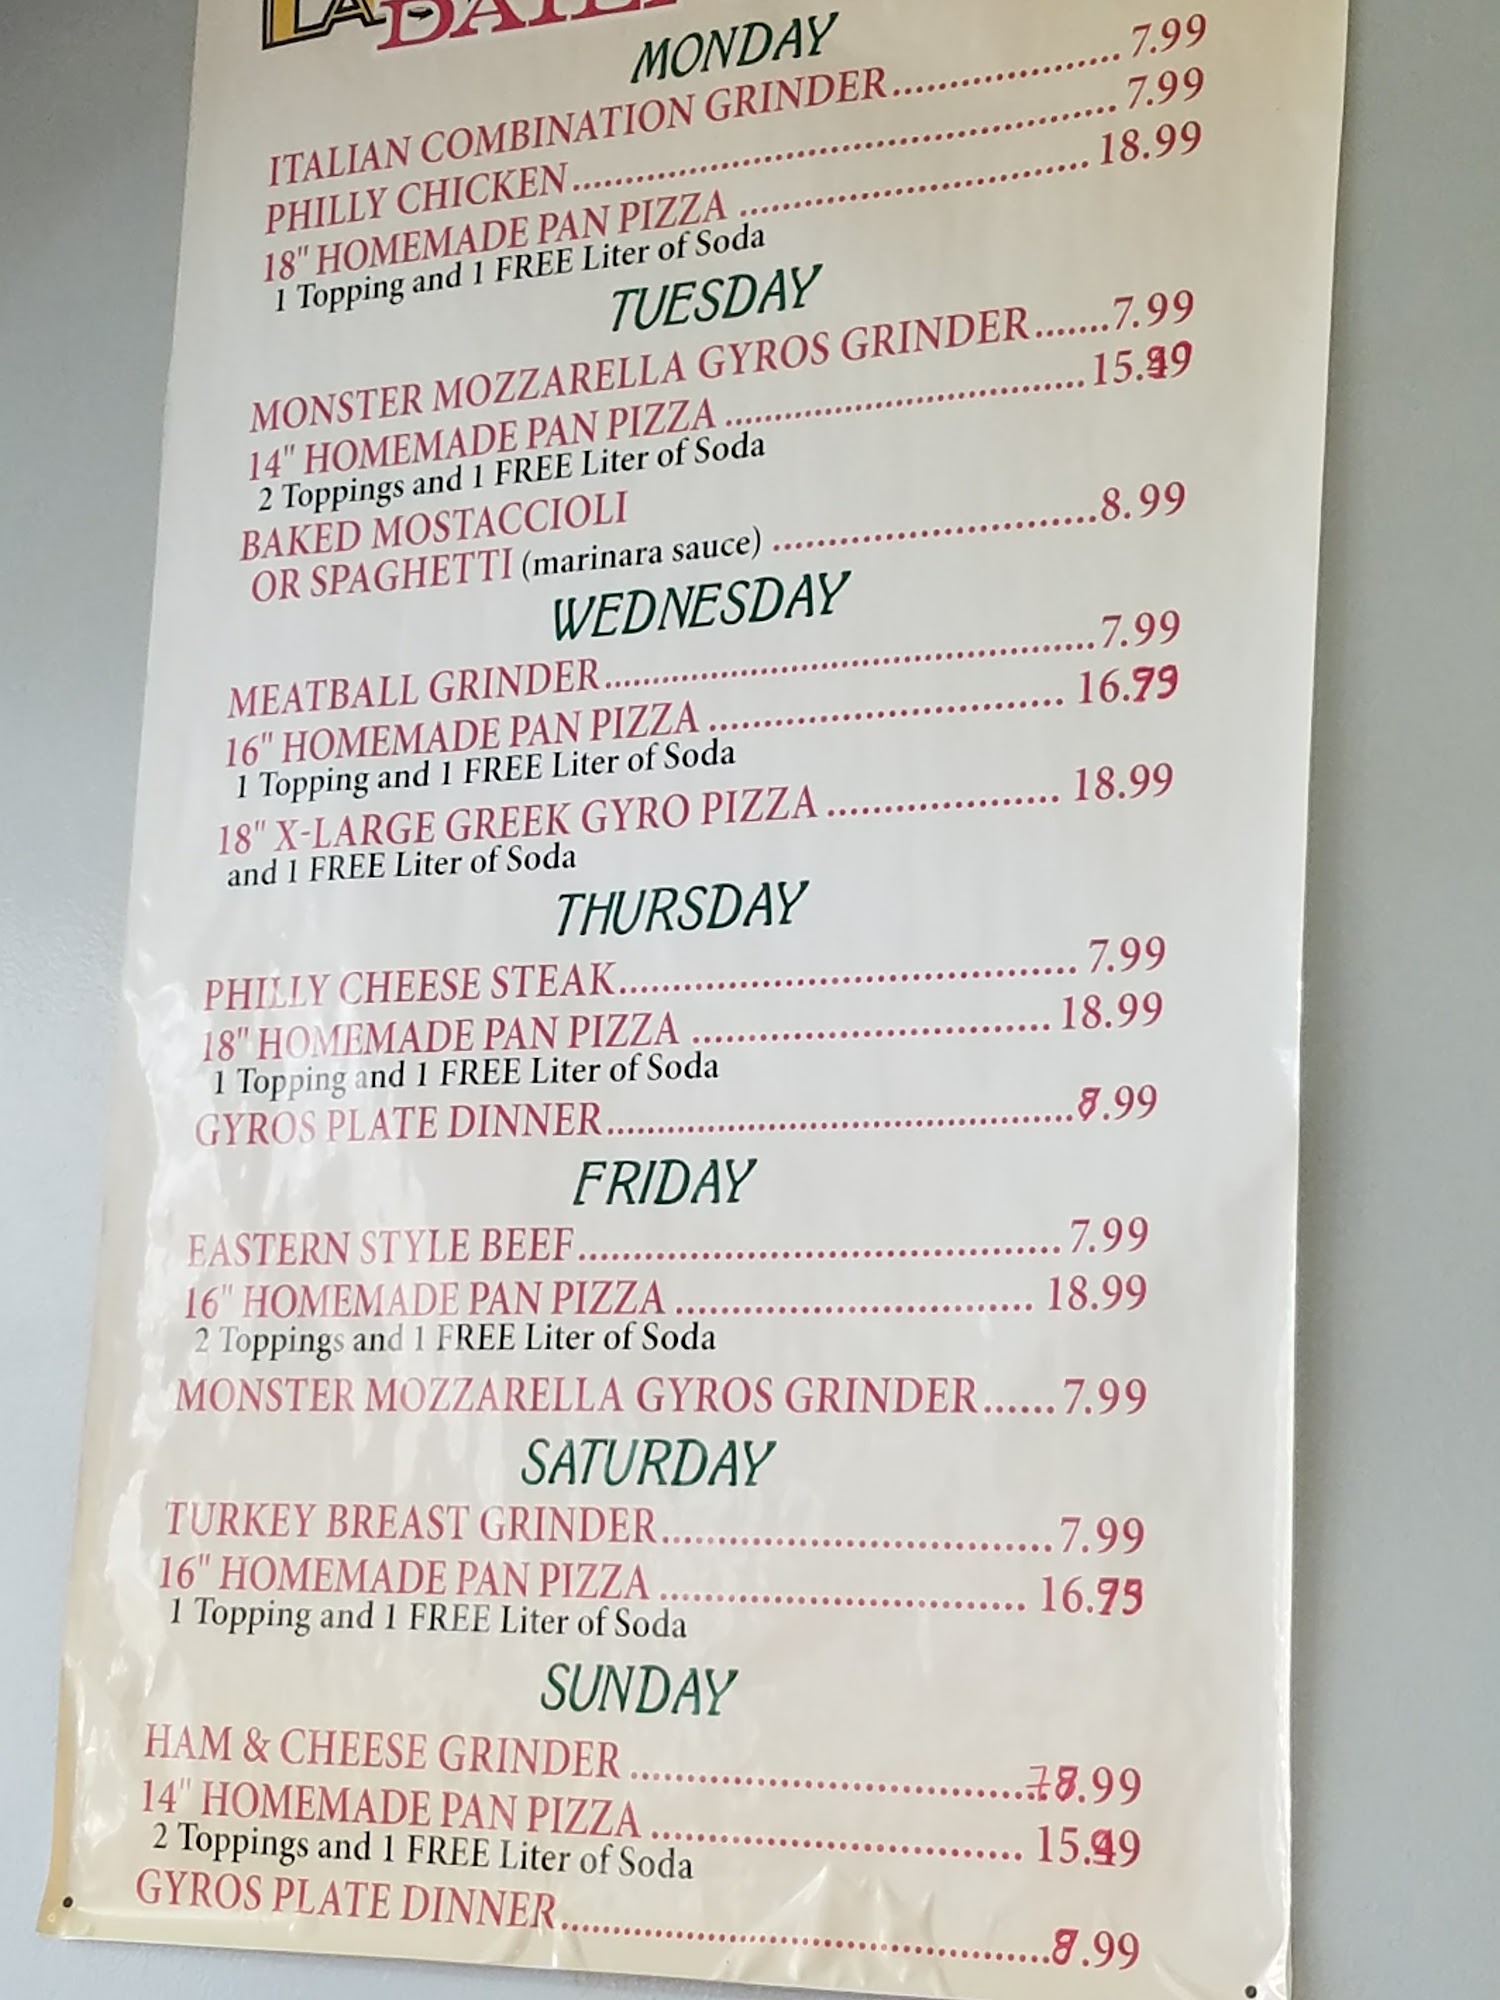 MONDAY
ITALIAN COMBINATION GRINDER....................7.99
PHILLY CHICKEN....................7.99
18" HOMEMADE PAN PIZZA....................18.99
1 Topping and 1 FREE Liter of Soda
TUESDAY
MONSTER MOZZARELLA GYROS GRINDER.......7.99
14" HOMEMADE PAN PIZZA....................
2 Toppings and 1 FREE Liter of Soda
BAKED MOSTACCIOLI
OR SPAGHETTI (marinara sauce)....................8.99
WEDNESDAY
MEATBALL GRINDER....................7.99
16" HOMEMADE PAN PIZZA....................
1 Topping and 1 FREE Liter of Soda
18" X-LARGE GREEK GYRO PIZZA....................18.99
and 1 FREE Liter of Soda
THURSDAY
PHILLY CHEESE STEAK....................7.99
18" HOMEMADE PAN PIZZA....................18.99
1 Topping and 1 FREE Liter of Soda
GYROS PLATE DINNER....................
FRIDAY
EASTERN STYLE BEEF....................7.99
16" HOMEMADE PAN PIZZA....................18.99
2 Toppings and 1 FREE Liter of Soda
MONSTER MOZZARELLA GYROS GRINDER......7.99
SATURDAY
TURKEY BREAST GRINDER....................7.99
16" HOMEMADE PAN PIZZA....................
1 Topping and 1 FREE Liter of Soda
SUNDAY
HAM & CHEESE GRINDER....................
14" HOMEMADE PAN PIZZA....................
2 Toppings and 1 FREE Liter of Soda
GYROS PLATE DINNER....................